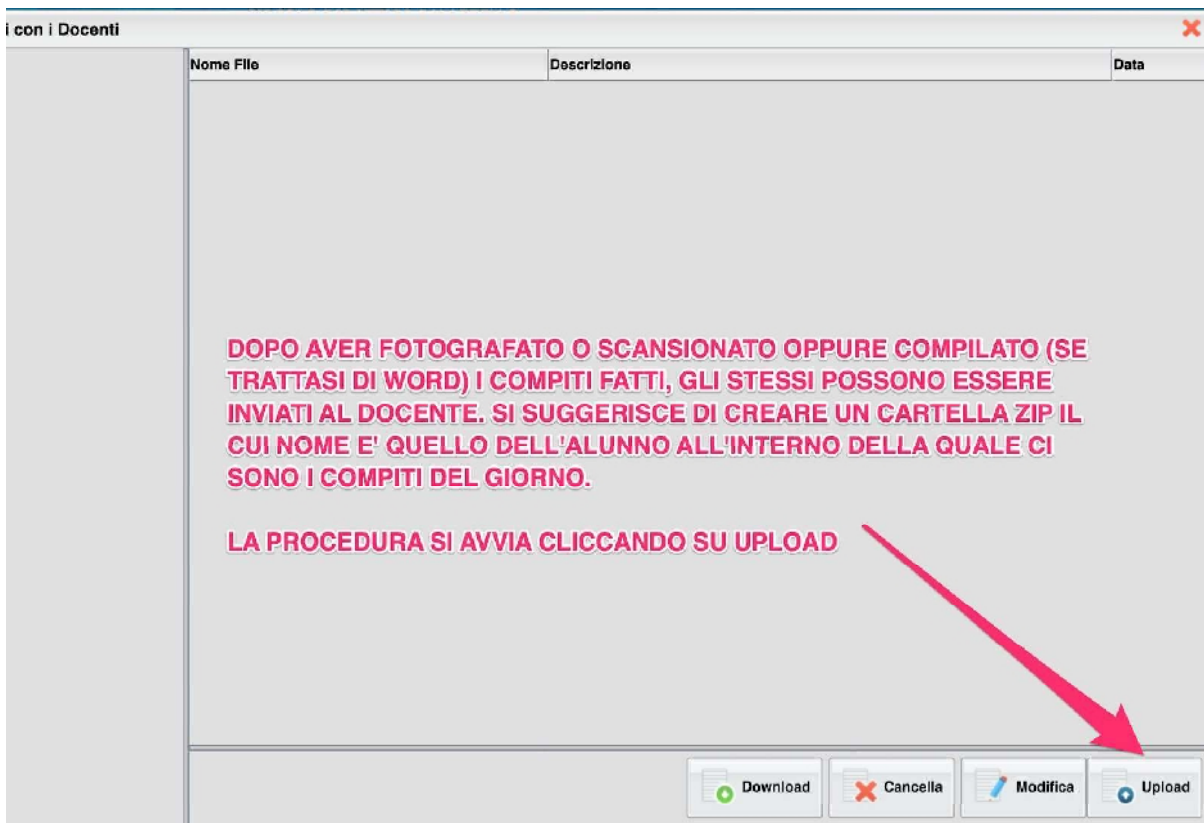 i con i Docenti
Nome File Descrizione Data
DOPO AVER FOTOGRAFATO O SCANSIONATO OPPURE COMPILATO (SE
TRATTASI DI WORD) I COMPITI FATTI, GLI STESSI POSSONO ESSERE
INVIATI AL DOCENTE. SI SUGGERISCE DI CREARE UN CARTELLA ZIP IL
CUI NOME E' QUELLO DELL'ALUNNO ALL'INTERNO DELLA QUALE CI
SONO I COMPITI DEL GIORNO.
LA PROCEDURA SI AVVIA CLICCANDO SU UPLOAD
Download Cancella Modifica Upload